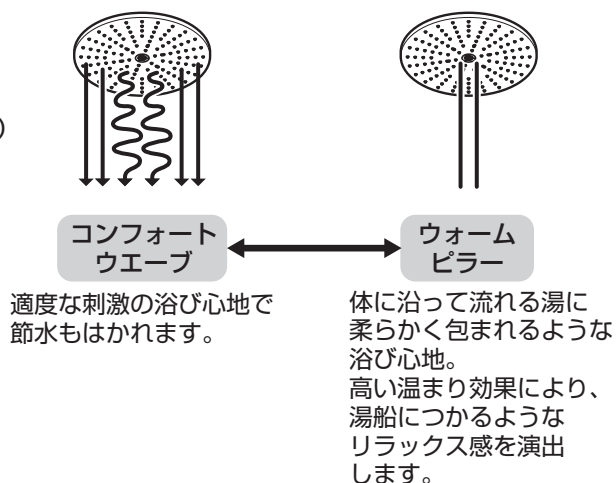 )
コンフォート
ウエーブ
ウォーム
ピラー
適度な刺激の浴び心地で
節水もはかれます。
体に沿って流れる湯に
柔らかく包まれるような
浴び心地。
高い温まり効果により、
湯船につかるような
リラックス感を演出
します。